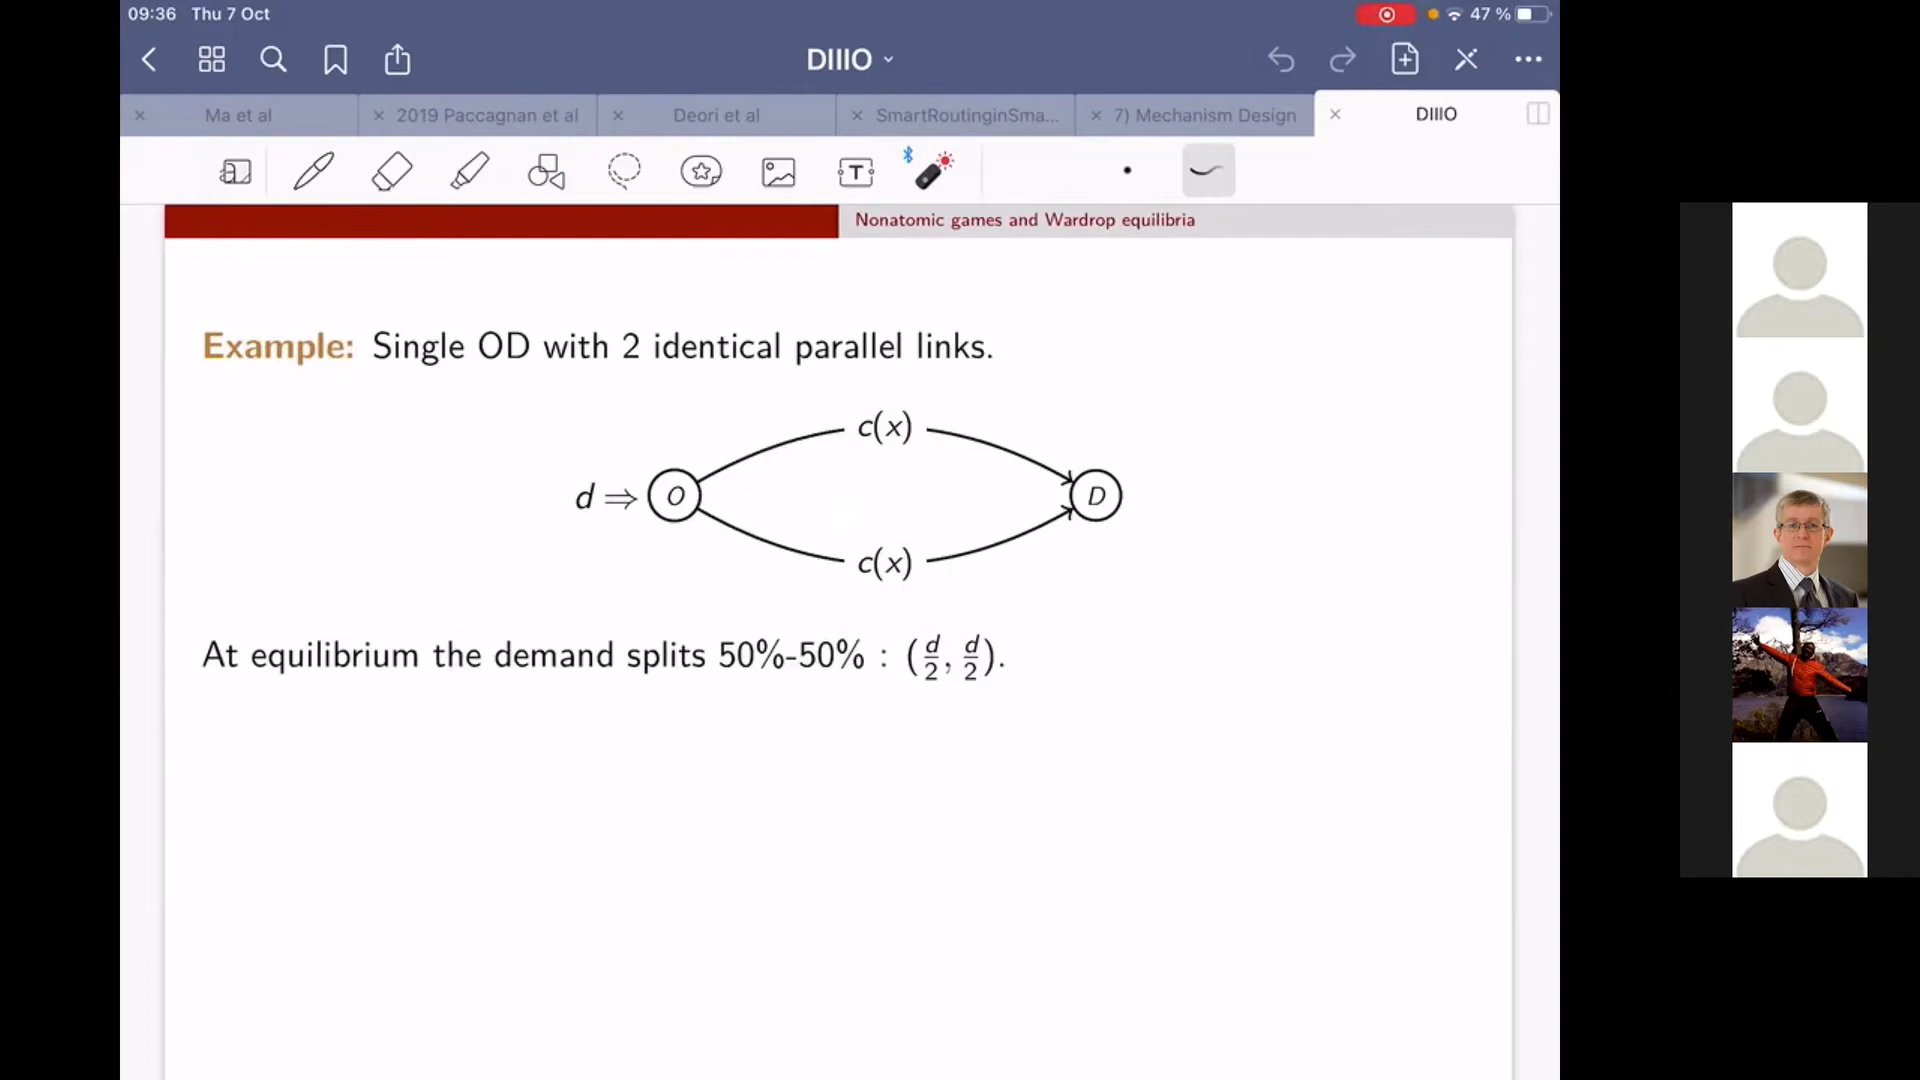 09:36 Thu 7 Oct 47 %
DIIIO
Ma et al 2019 Paccagnan et al Deori et al SmartRoutinginSma... 7) Mechanism Design DIIIO
T
Nonatomic games and Wardrop equilibria
Example: Single OD with 2 identical parallel links.
c(x)
d ⇒ O D
c(x)
At equilibrium the demand splits 50%-50% : (d/2, d/2).